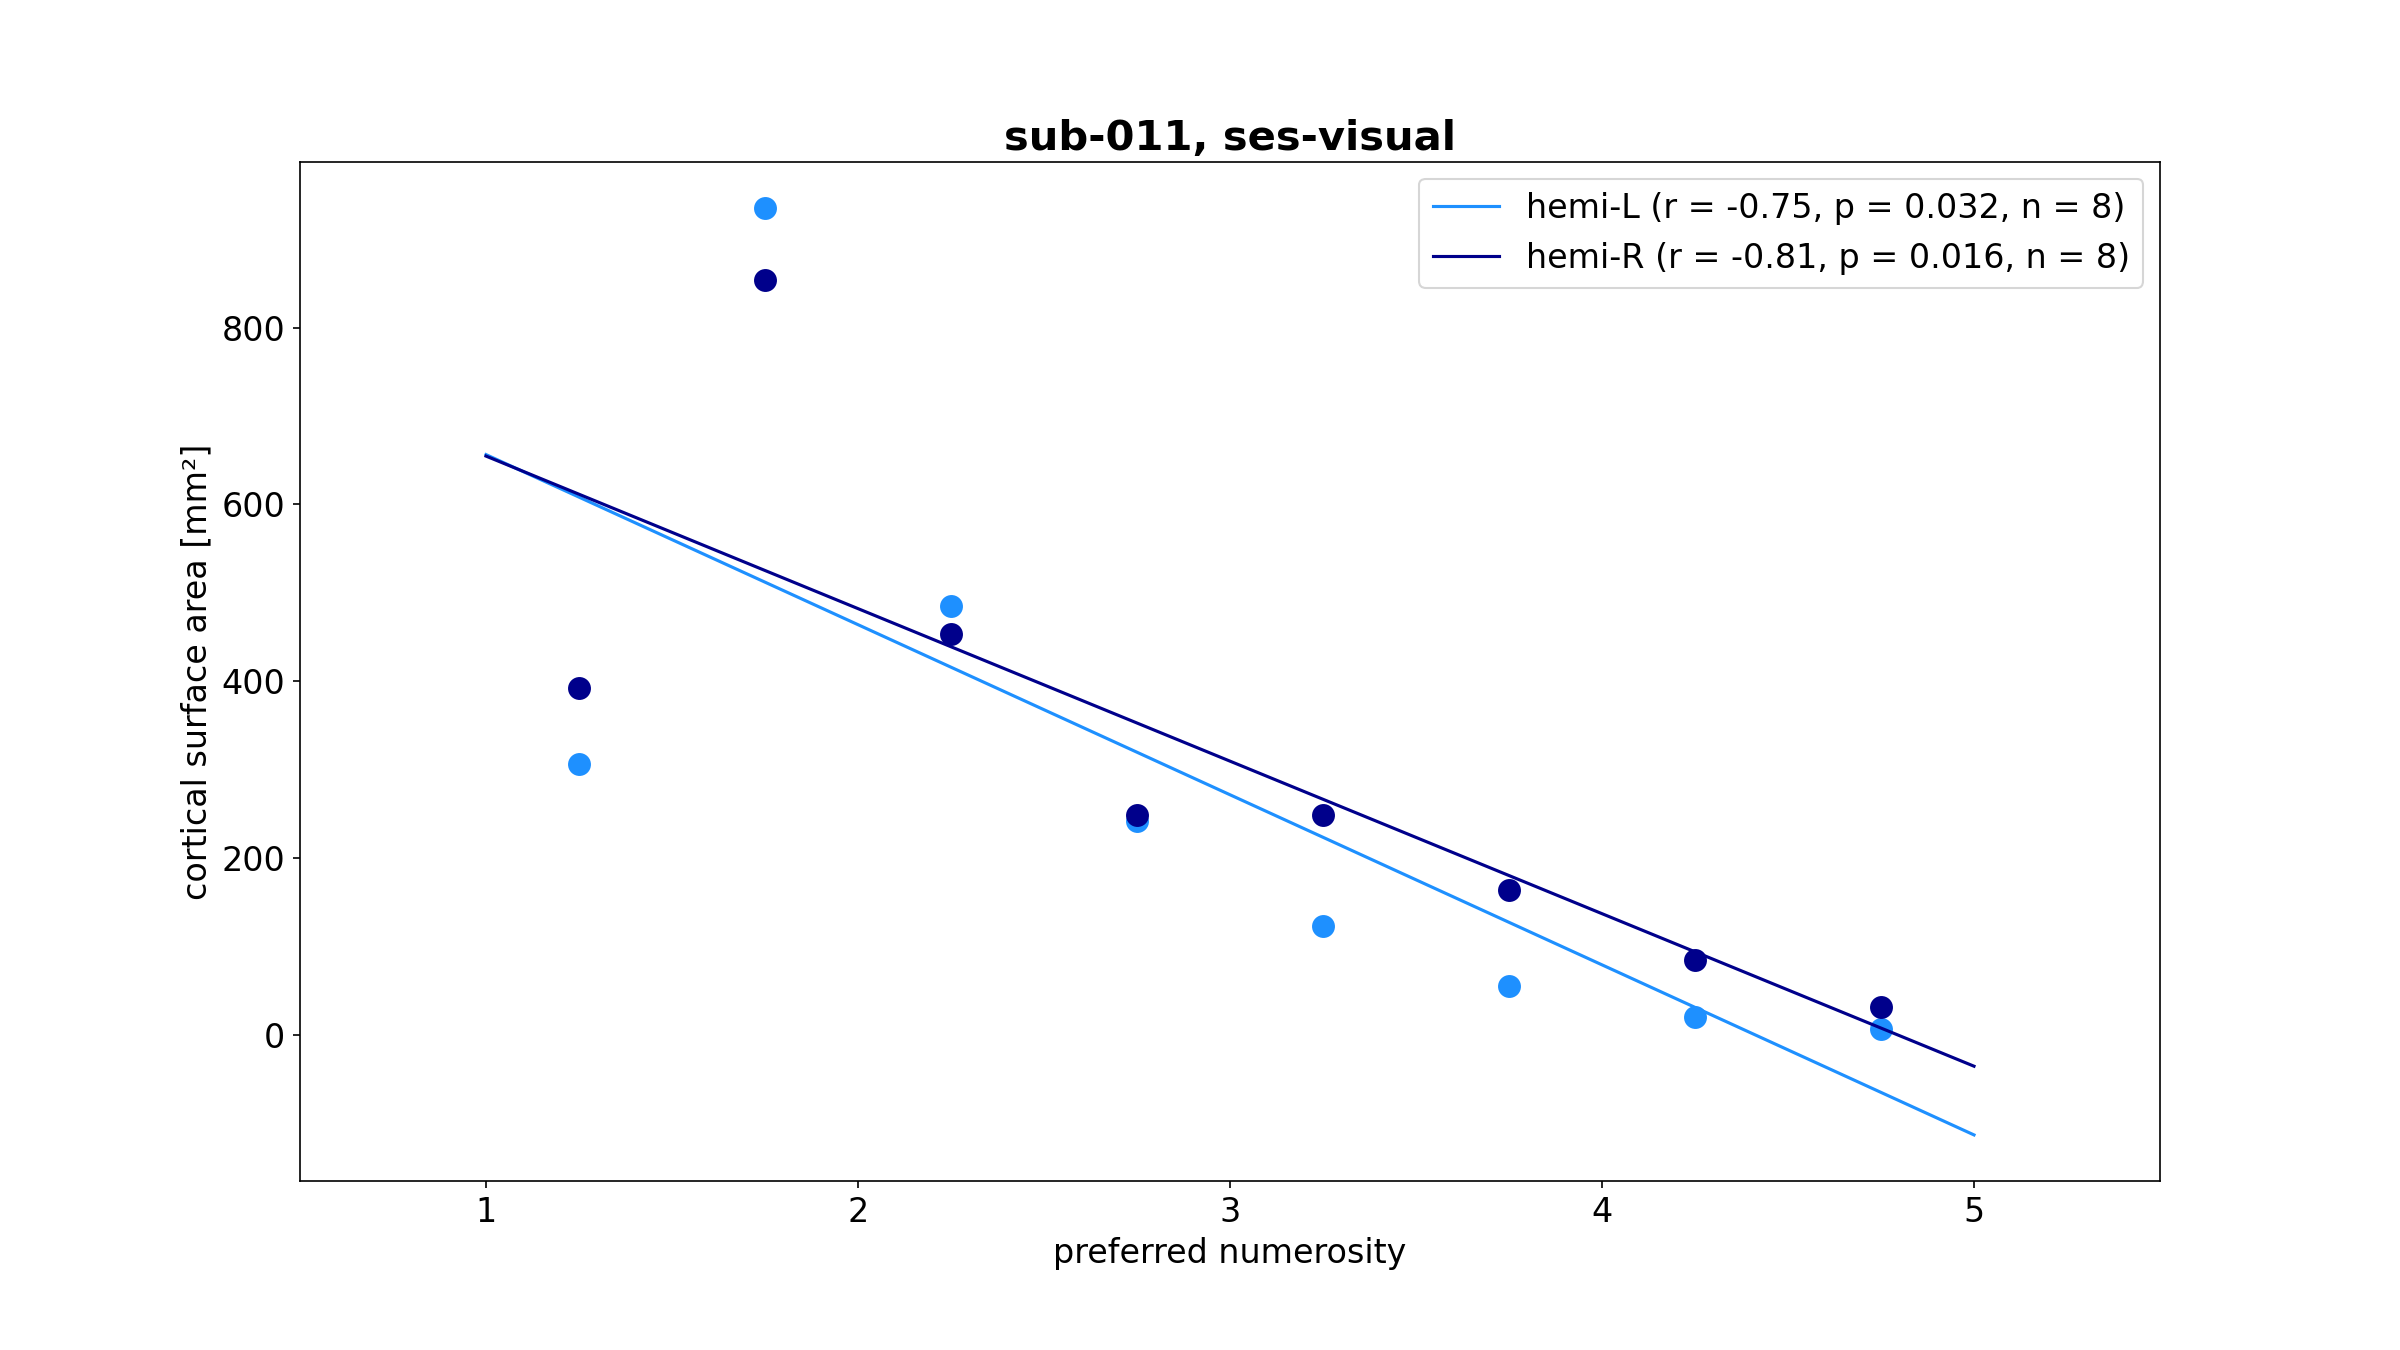 sub-011, ses-visual
hemi-L (r = -0.75, p = 0.032, n = 8)
hemi-R (r = -0.81, p = 0.016, n = 8)
cortical surface area [mm²]
800
600
400
200
0
1 2 3 4 5
preferred numerosity